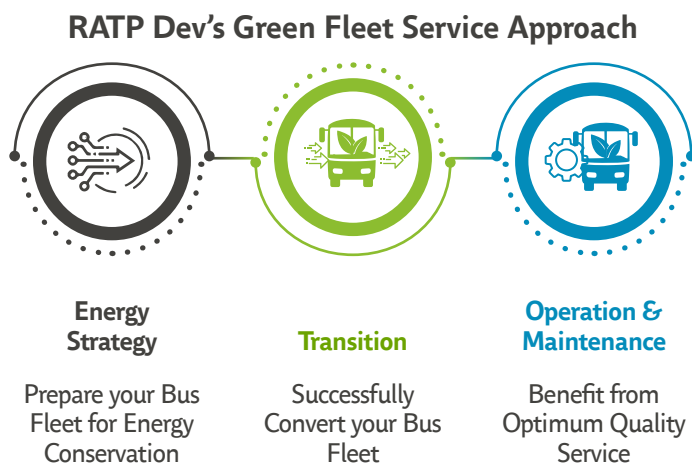 RATP Dev's Green Fleet Service Approach
Energy
Strategy
Prepare your Bus
Fleet for Energy
Conservation
Transition
Successfully
Convert your Bus
Fleet
Operation &
Maintenance
Benefit from
Optimum Quality
Service